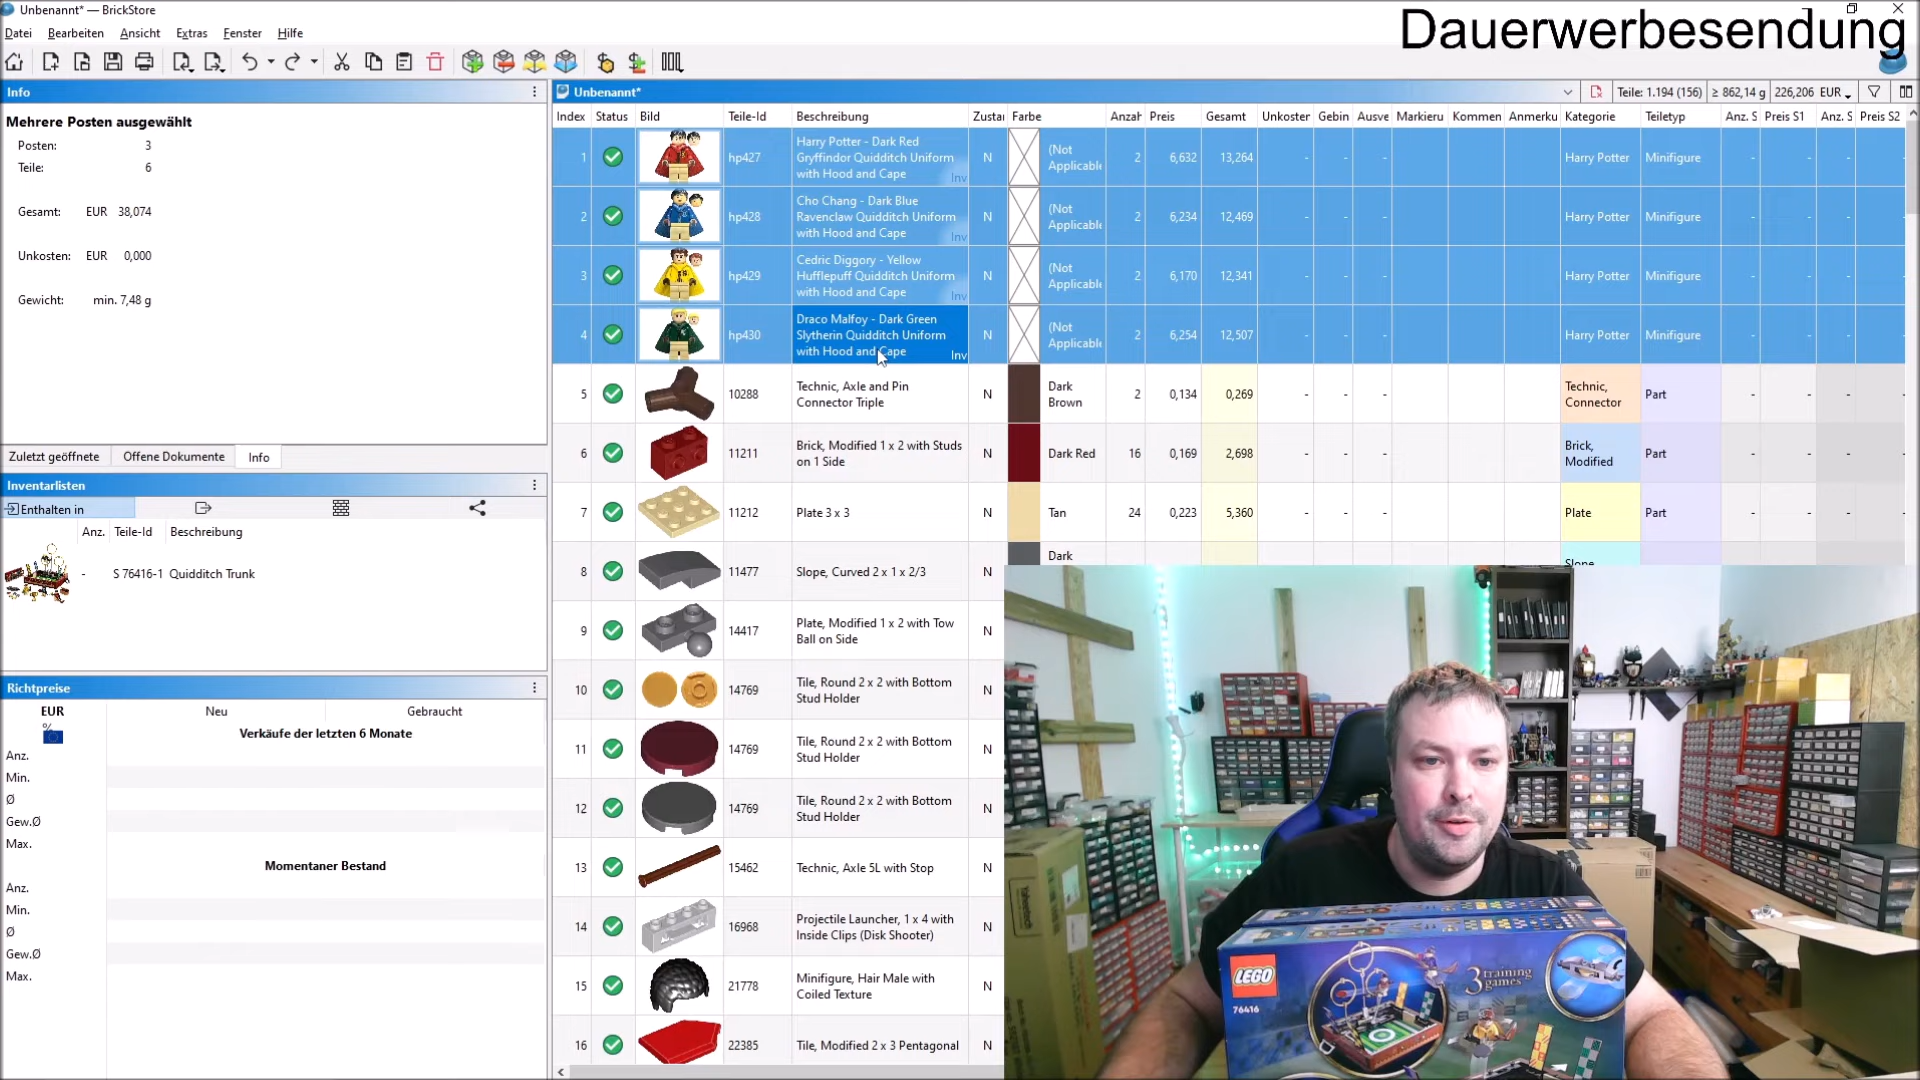 Unbenannt* — BrickStore
Dauerwerbesendung
Datei Bearbeiten Ansicht Extras Fenster Hilfe
Info
Mehrere Posten ausgewählt
Posten: 3
Teile: 6
Gesamt: EUR 38,074
Unkosten: EUR 0,000
Gewicht: min. 7,48 g
Zuletzt geöffnete Offene Dokumente Info
Inventarlisten
Enthalten in
Anz. Teile-Id Beschreibung
- S 76416-1 Quidditch Trunk
Richtpreise
EUR Neu Gebraucht
%
Verkäufe der letzten 6 Monate
Anz.
Min.
Ø
Gew.Ø
Max.
Momentaner Bestand
Anz.
Min.
Ø
Gew.Ø
Max.
Unbenannt* Teile: 1.194 (156) ≥ 862,14 g 226,206 EUR
Index Status Bild Teile-Id Beschreibung Zustai Farbe Anzah Preis Gesamt Unkoster Gebin Ausve Markieru Kommen Anmerku Kategorie Teiletyp Anz. S Preis S1 Anz. S Preis S2
1 hp427 Harry Potter - Dark Red
Gryffindor Quidditch Uniform
with Hood and Cape Inv N (Not
Applicable 2 6,632 13,264 - - - Harry Potter Minifigure - - - -
2 hp428 Cho Chang - Dark Blue
Ravenclaw Quidditch Uniform
with Hood and Cape Inv N (Not
Applicable 2 6,234 12,469 - - - Harry Potter Minifigure - - - -
3 hp429 Cedric Diggory - Yellow
Hufflepuff Quidditch Uniform
with Hood and Cape Inv N (Not
Applicable 2 6,170 12,341 - - - Harry Potter Minifigure - - - -
4 hp430 Draco Malfoy - Dark Green
Slytherin Quidditch Uniform
with Hood and Cape Inv N (Not
Applicable 2 6,254 12,507 - - - Harry Potter Minifigure - - - -
5 10288 Technic, Axle and Pin
Connector Triple N Dark
Brown 2 0,134 0,269 - - - Technic,
Connector Part - - - -
6 11211 Brick, Modified 1 x 2 with Studs
on 1 Side N Dark Red 16 0,169 2,698 - - - Brick,
Modified Part - - - -
7 11212 Plate 3 x 3 N Tan 24 0,223 5,360 - - - Plate Part - - - -
8 11477 Slope, Curved 2 x 1 x 2/3 N Dark Slope
9 14417 Plate, Modified 1 x 2 with Tow
Ball on Side N
10 14769 Tile, Round 2 x 2 with Bottom
Stud Holder N
11 14769 Tile, Round 2 x 2 with Bottom
Stud Holder N
12 14769 Tile, Round 2 x 2 with Bottom
Stud Holder N
13 15462 Technic, Axle 5L with Stop N
14 16968 Projectile Launcher, 1 x 4 with
Inside Clips (Disk Shooter) N
15 21778 Minifigure, Hair Male with
Coiled Texture N
16 22385 Tile, Modified 2 x 3 Pentagonal N
LEGO
76416
3 training
games